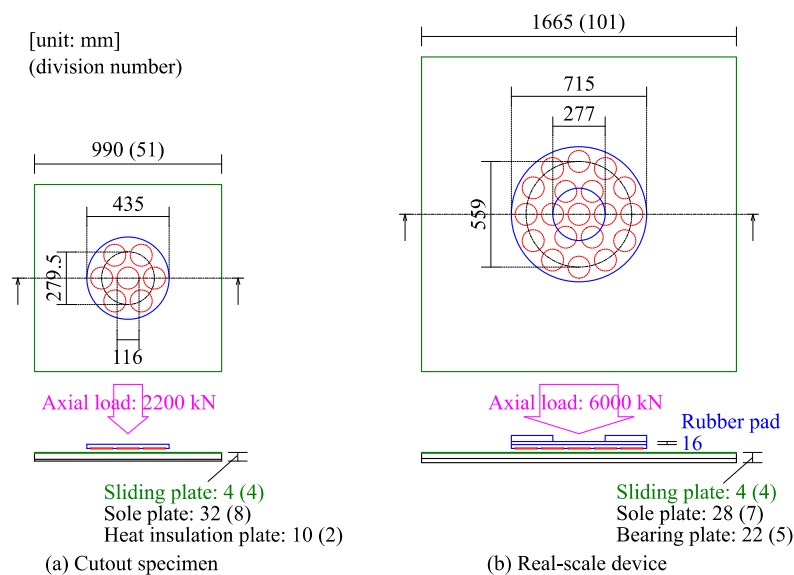 [unit: mm]
(division number)
990 (51)
435
279.5
116
Axial load: 2200 kN
Sliding plate: 4 (4)
Sole plate: 32 (8)
Heat insulation plate: 10 (2)
(a) Cutout specimen
1665 (101)
715
277
559
Axial load: 6000 kN
Rubber pad
16
Sliding plate: 4 (4)
Sole plate: 28 (7)
Bearing plate: 22 (5)
(b) Real-scale device